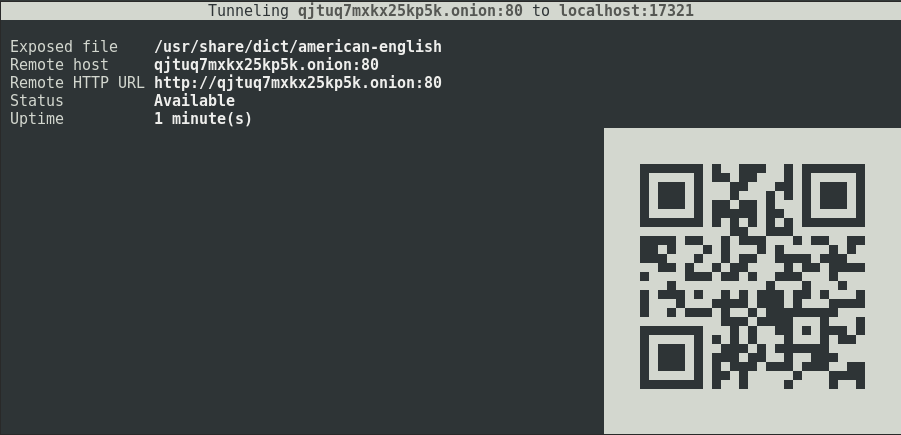 Tunneling qjtuq7mxkx25kp5k.onion:80 to localhost:17321
Exposed file /usr/share/dict/american-english
Remote host qjtuq7mxkx25kp5k.onion:80
Remote HTTP URL http://qjtuq7mxkx25kp5k.onion:80
Status Available
Uptime 1 minute(s)